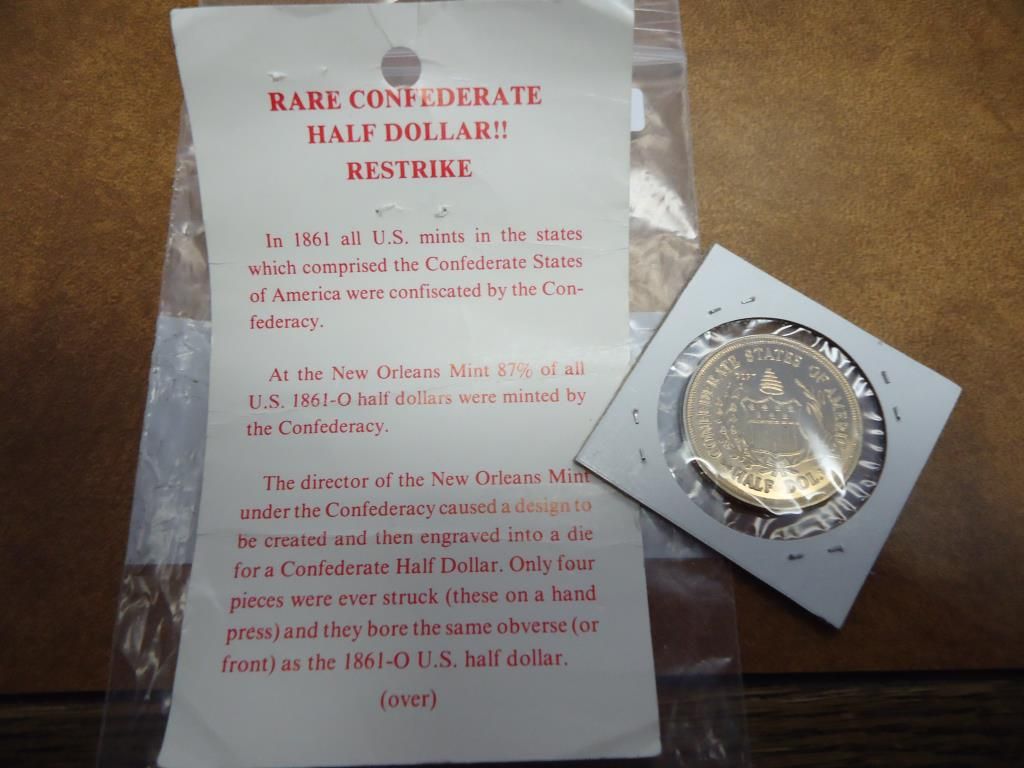 RARE CONFEDERATE
HALF DOLLAR!!
RESTRIKE
In 1861 all U.S. mints in the states
which comprised the Confederate States
of America were confiscated by the Con-
federacy.
At the New Orleans Mint 87% of all
U.S. 1861-O half dollars were minted by
the Confederacy.
The director of the New Orleans Mint
under the Confederacy caused a design to
be created and then engraved into a die
for a Confederate Half Dollar. Only four
pieces were ever struck (these on a hand
press) and they bore the same obverse (or
front) as the 1861-O U.S. half dollar.
(over)
CONFEDERATE STATES OF AMERICA
HALF DOL.